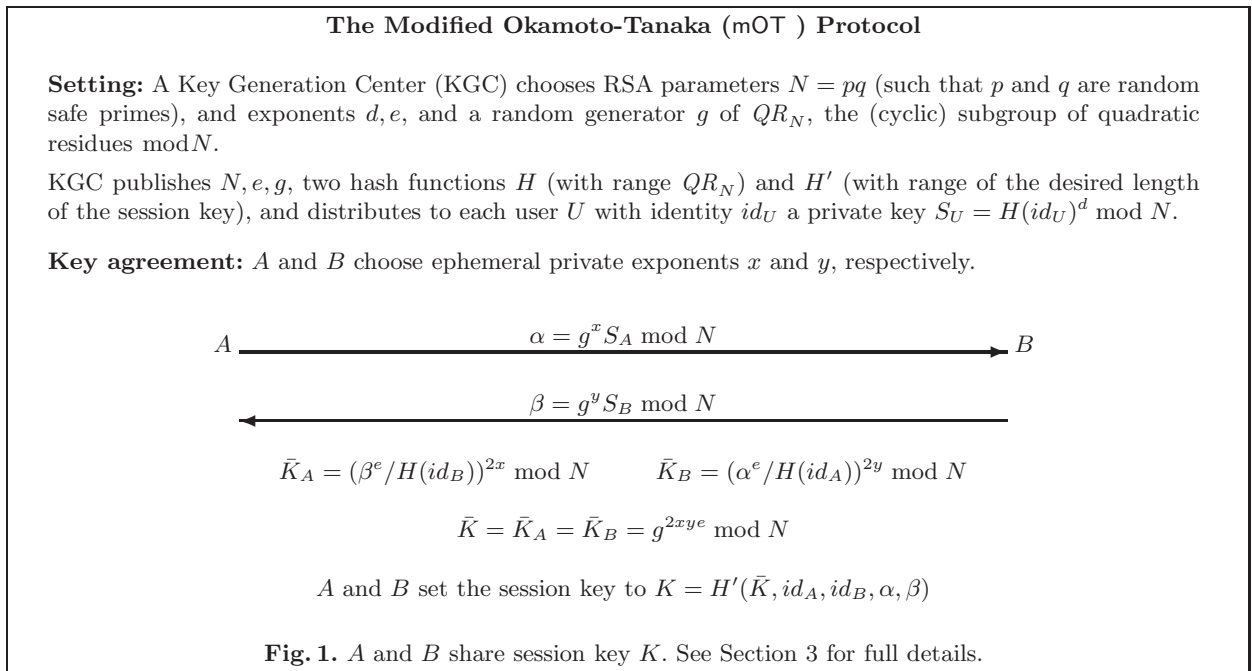 The Modified Okamoto-Tanaka (mOT ) Protocol
Setting: A Key Generation Center (KGC) chooses RSA parameters N = pq (such that p and q are random
safe primes), and exponents d, e, and a random generator g of QR_N, the (cyclic) subgroup of quadratic
residues mod N.
KGC publishes N, e, g, two hash functions H (with range QR_N) and H′ (with range of the desired length
of the session key), and distributes to each user U with identity id_U a private key S_U = H(id_U)^d mod N.
Key agreement: A and B choose ephemeral private exponents x and y, respectively.
A α = g^x S_A mod N B
β = g^y S_B mod N
K̄_A = (β^e/H(id_B))^{2x} mod N K̄_B = (α^e/H(id_A))^{2y} mod N
K̄ = K̄_A = K̄_B = g^{2xye} mod N
A and B set the session key to K = H′(K̄, id_A, id_B, α, β)
Fig. 1. A and B share session key K. See Section 3 for full details.